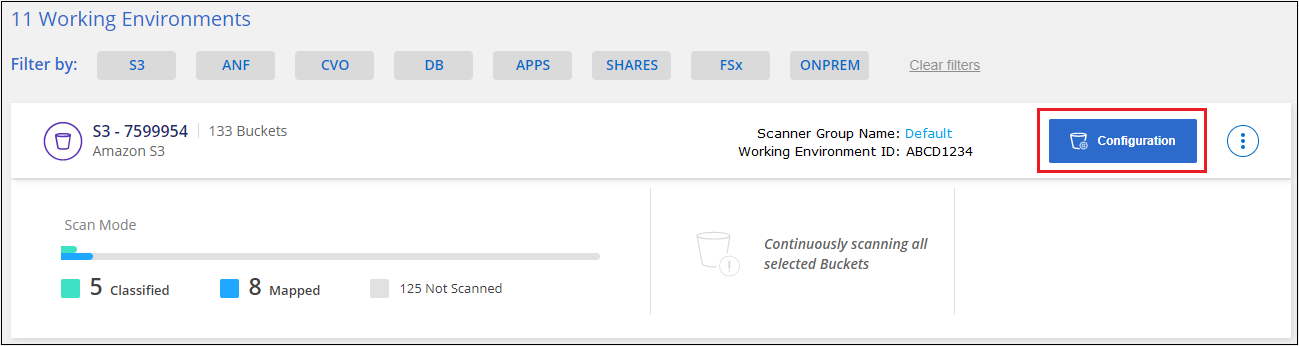 11 Working Environments
Filter by: S3 ANF CVO DB APPS SHARES FSx ONPREM Clear filters
S3 - 7599954 133 Buckets
Amazon S3
Scanner Group Name: Default
Working Environment ID: ABCD1234
Configuration
Scan Mode
5 Classified 8 Mapped 125 Not Scanned
Continuously scanning all
selected Buckets